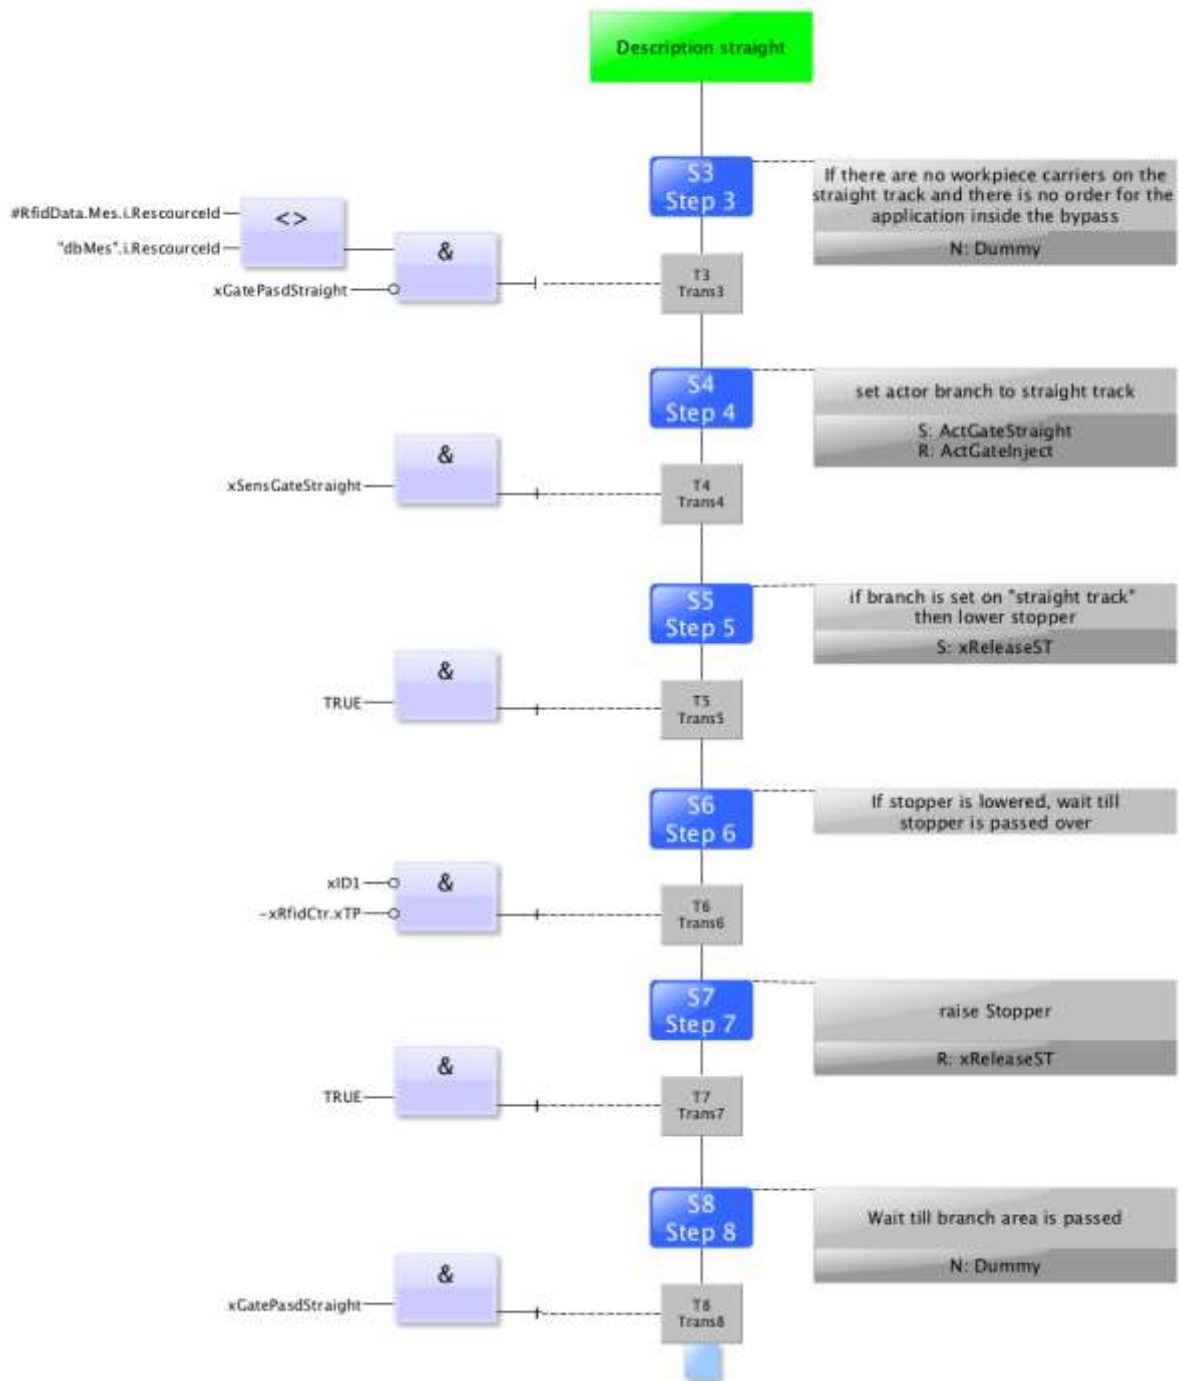 Description straight
S3
Step 3
If there are no workpiece carriers on the
straight track and there is no order for the
application inside the bypass
N: Dummy
#RfidData.Mes.i.RescourceId
<>
"dbMes".i.RescourceId
&
xGatePasdStraight
T3
Trans3
S4
Step 4
set actor branch to straight track
S: ActGateStraight
R: ActGateInject
&
xSensGateStraight
T4
Trans4
S5
Step 5
if branch is set on "straight track"
then lower stopper
S: xReleaseST
&
TRUE
T5
Trans5
S6
Step 6
If stopper is lowered, wait till
stopper is passed over
&
xID1
-xRfidCtr.xTP
T6
Trans6
S7
Step 7
raise Stopper
R: xReleaseST
&
TRUE
T7
Trans7
S8
Step 8
Wait till branch area is passed
N: Dummy
&
xGatePasdStraight
T8
Trans8